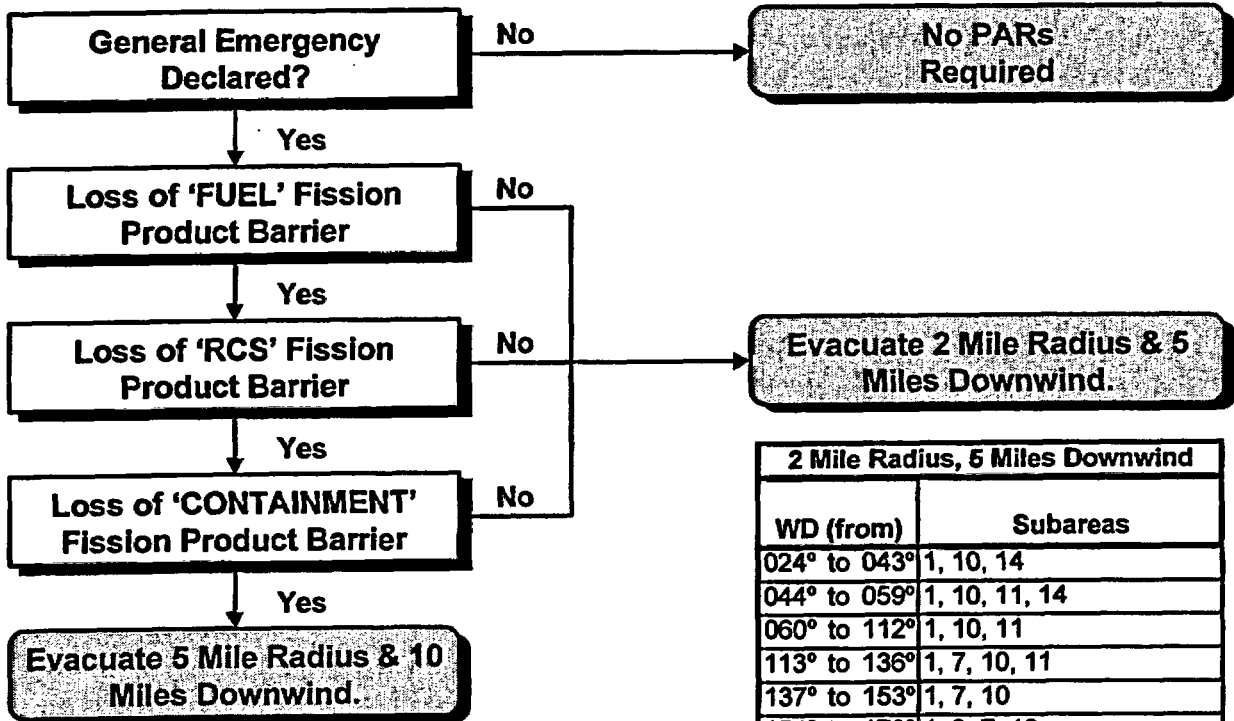 General Emergency
Declared?
No
No PARs
Required
Yes
Loss of 'FUEL' Fission
Product Barrier
No
Yes
Loss of 'RCS' Fission
Product Barrier
No
Evacuate 2 Mile Radius & 5
Miles Downwind.
Yes
Loss of 'CONTAINMENT'
Fission Product Barrier
No
Yes
Evacuate 5 Mile Radius & 10
Miles Downwind.
2 Mile Radius, 5 Miles Downwind
WD (from) Subareas
024° to 043° 1, 10, 14
044° to 059° 1, 10, 11, 14
060° to 112° 1, 10, 11
113° to 136° 1, 7, 10, 11
137° to 153° 1, 7, 10